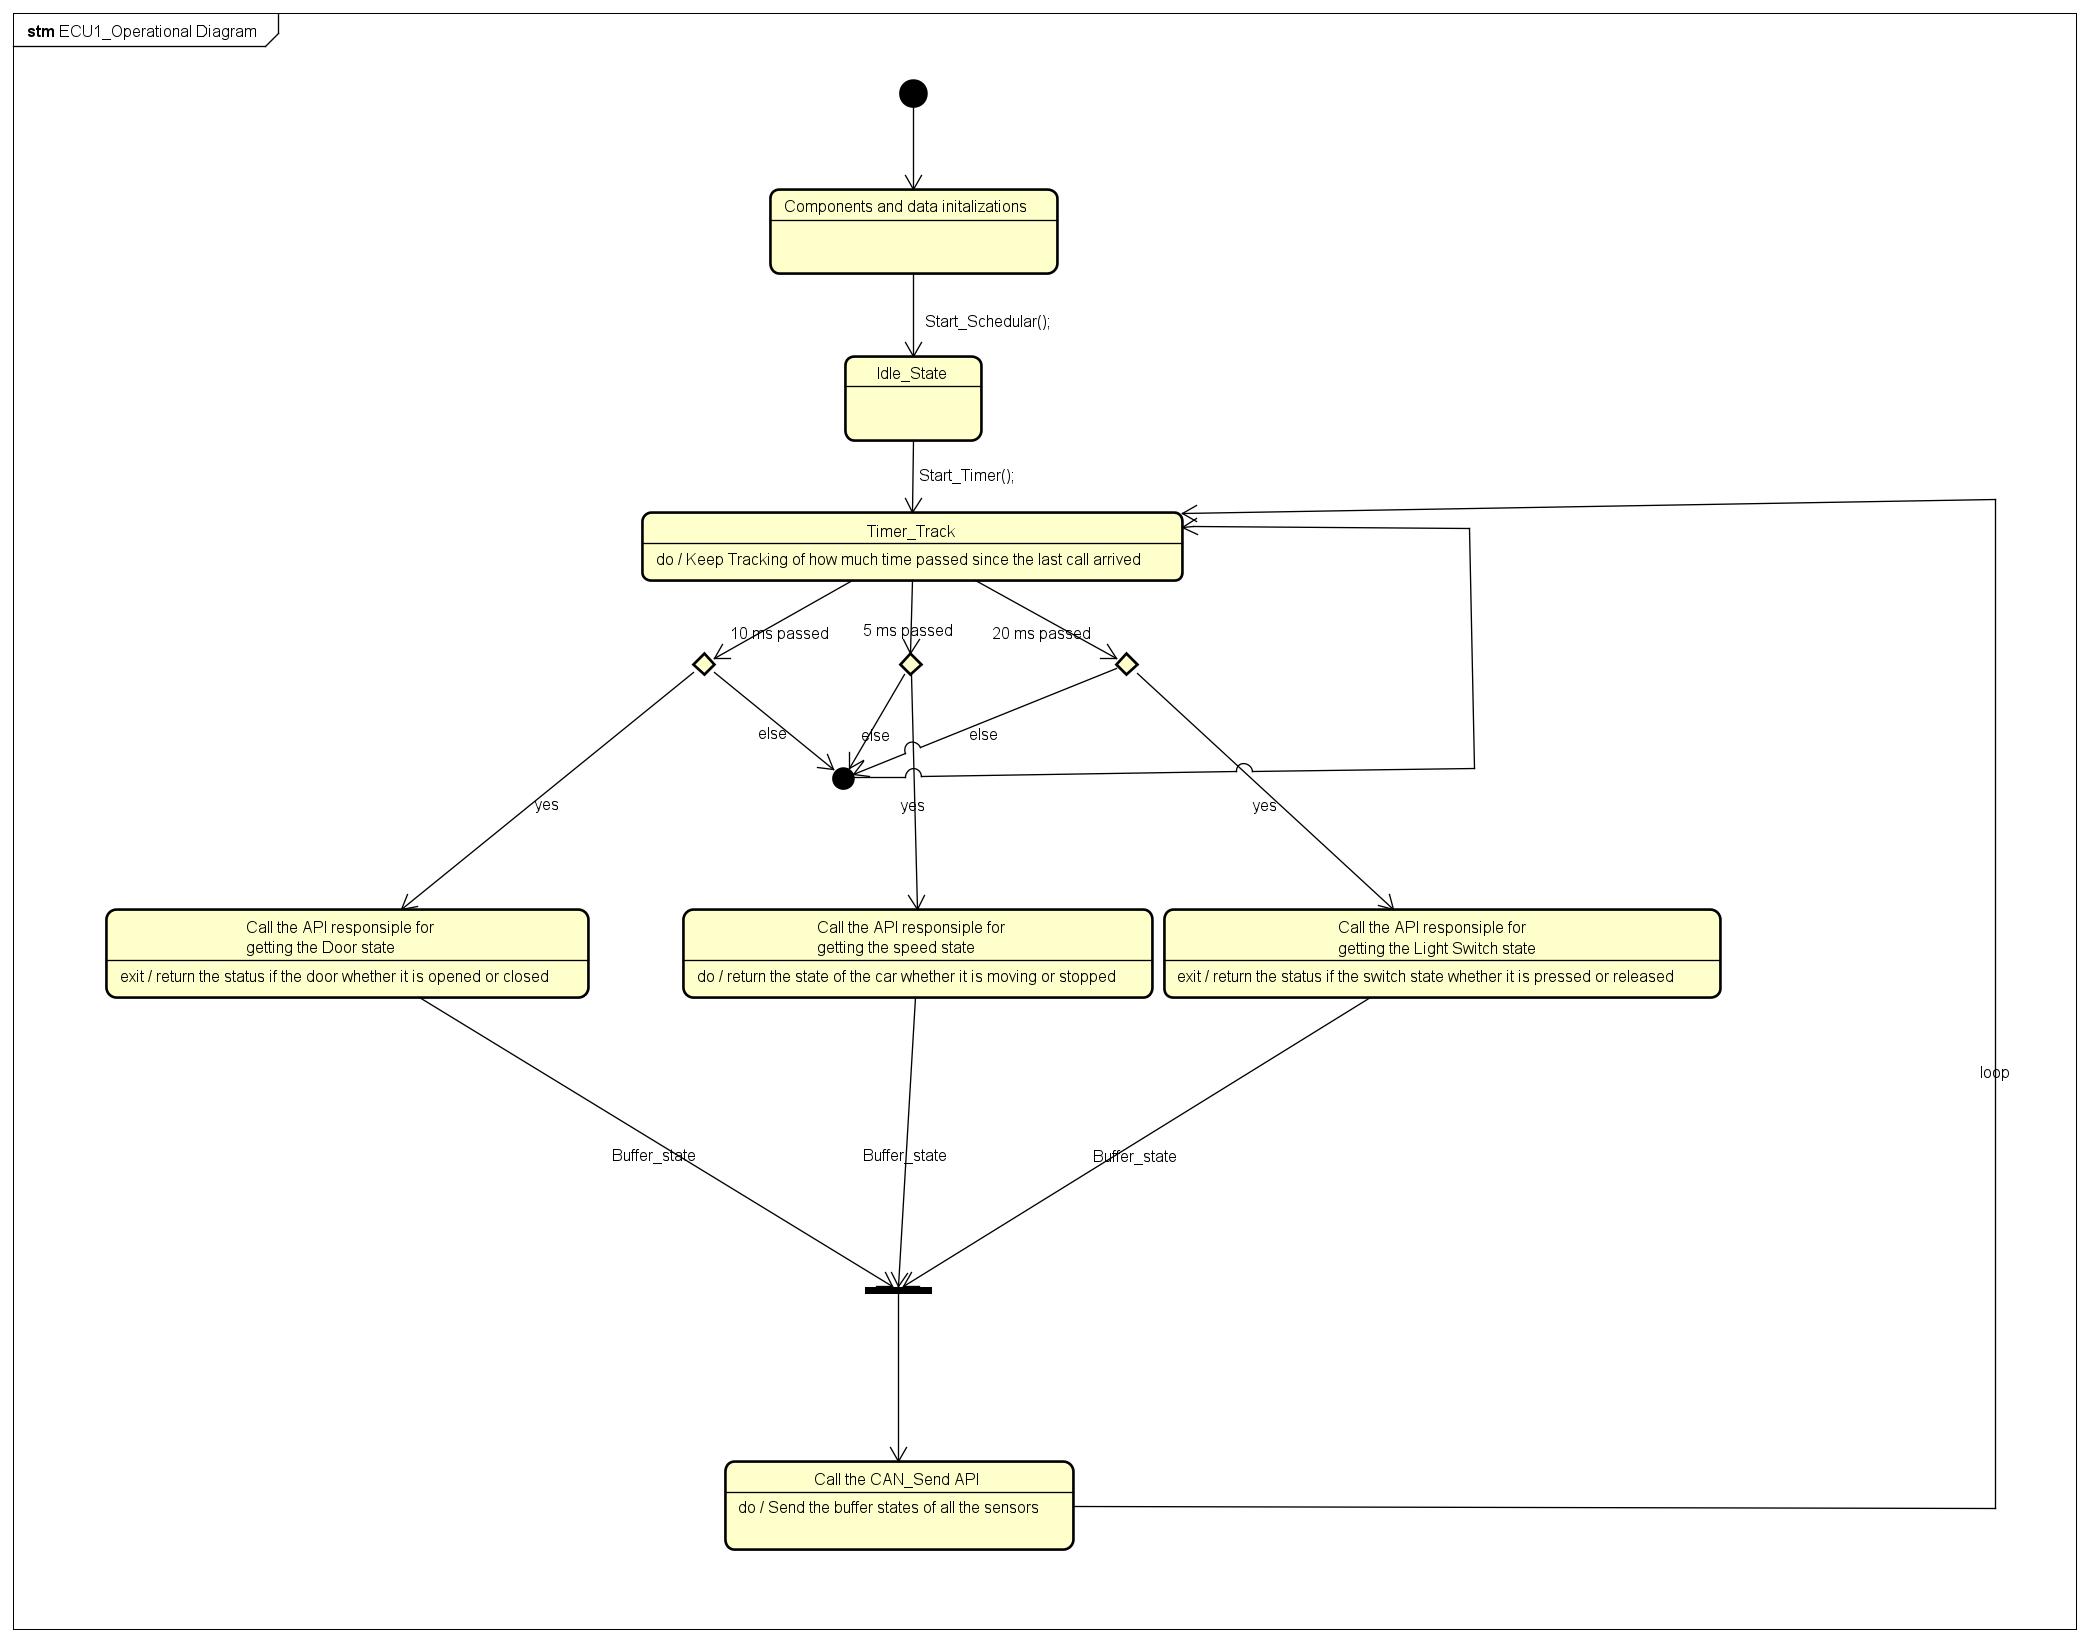 stm ECU1_Operational Diagram
Components and data initalizations
Start_Schedular();
Idle_State
Start_Timer();
Timer_Track
do / Keep Tracking of how much time passed since the last call arrived
10 ms passed
5 ms passed
20 ms passed
else
else
else
yes
yes
yes
Call the API responsiple for
getting the Door state
exit / return the status if the door whether it is opened or closed
Call the API responsiple for
getting the speed state
do / return the state of the car whether it is moving or stopped
Call the API responsiple for
getting the Light Switch state
exit / return the status if the switch state whether it is pressed or released
loop
Buffer_state
Buffer_state
Buffer_state
Call the CAN_Send API
do / Send the buffer states of all the sensors